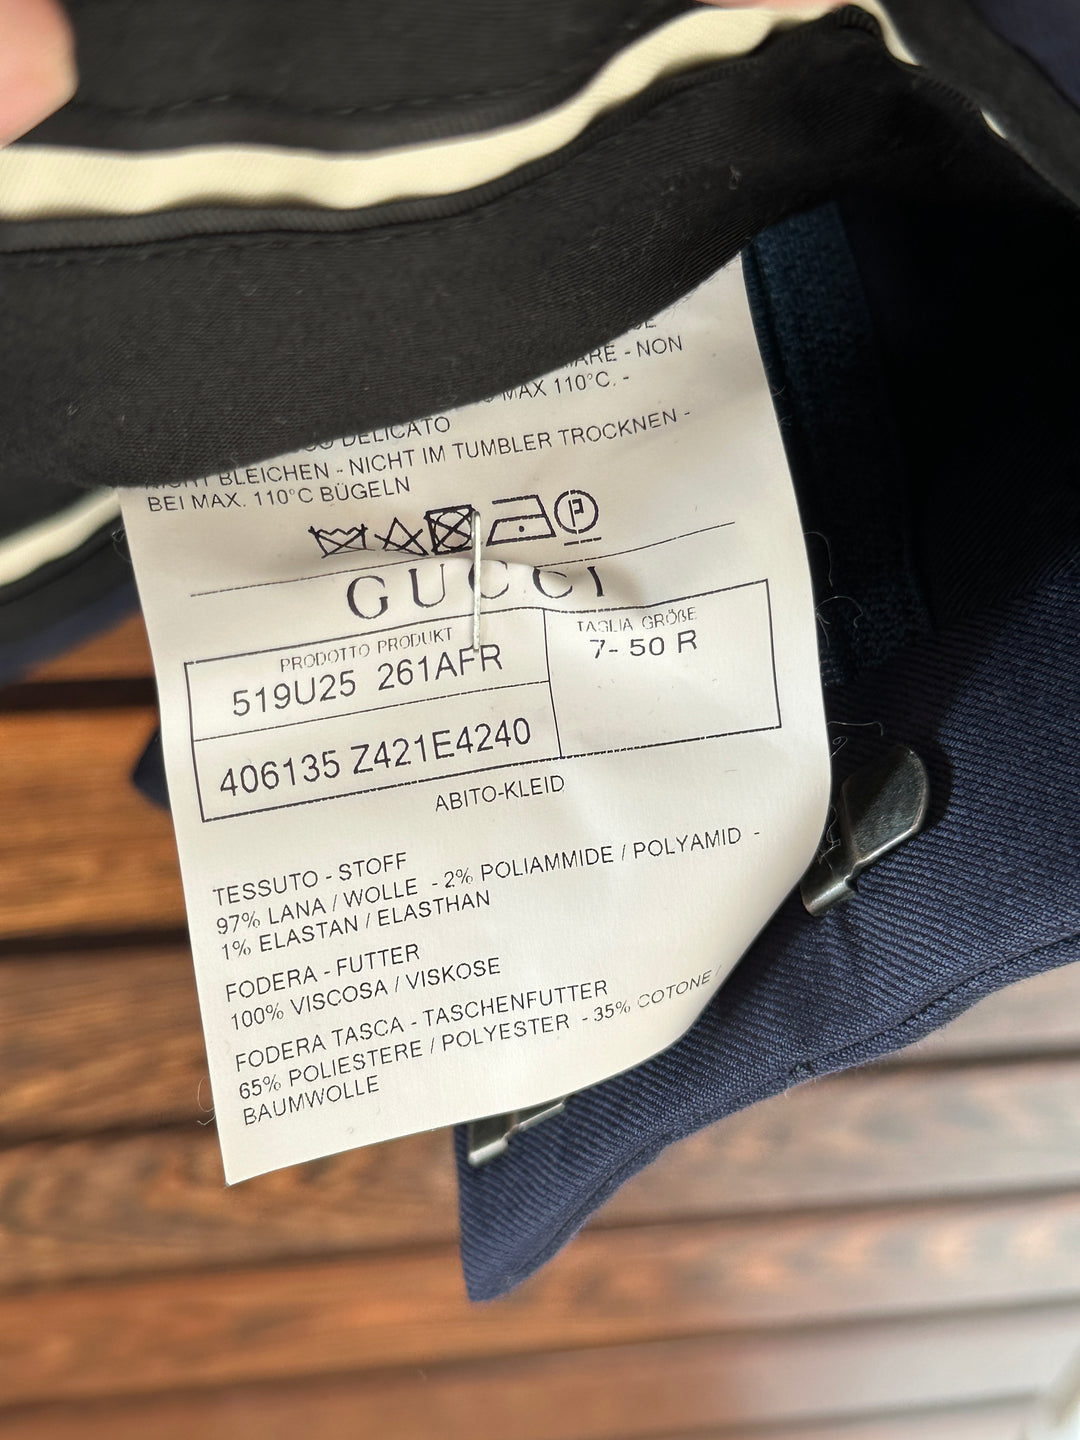 - NON
MAX 110°C. -
DELICATO
NICHT BLEICHEN - NICHT IM TUMBLER TROCKNEN -
BEI MAX. 110°C BÜGELN
P
GUCCI
PRODOTTO PRODUKT
TAGLIA GRÖßE
519U25 261AFR
7- 50 R
406135 Z421E4240
ABITO-KLEID
TESSUTO - STOFF
97% LANA / WOLLE - 2% POLIAMMIDE / POLYAMID -
1% ELASTAN / ELASTHAN
FODERA - FUTTER
100% VISCOSA / VISKOSE
FODERA TASCA - TASCHENFUTTER
65% POLIESTERE / POLYESTER - 35% COTONE /
BAUMWOLLE